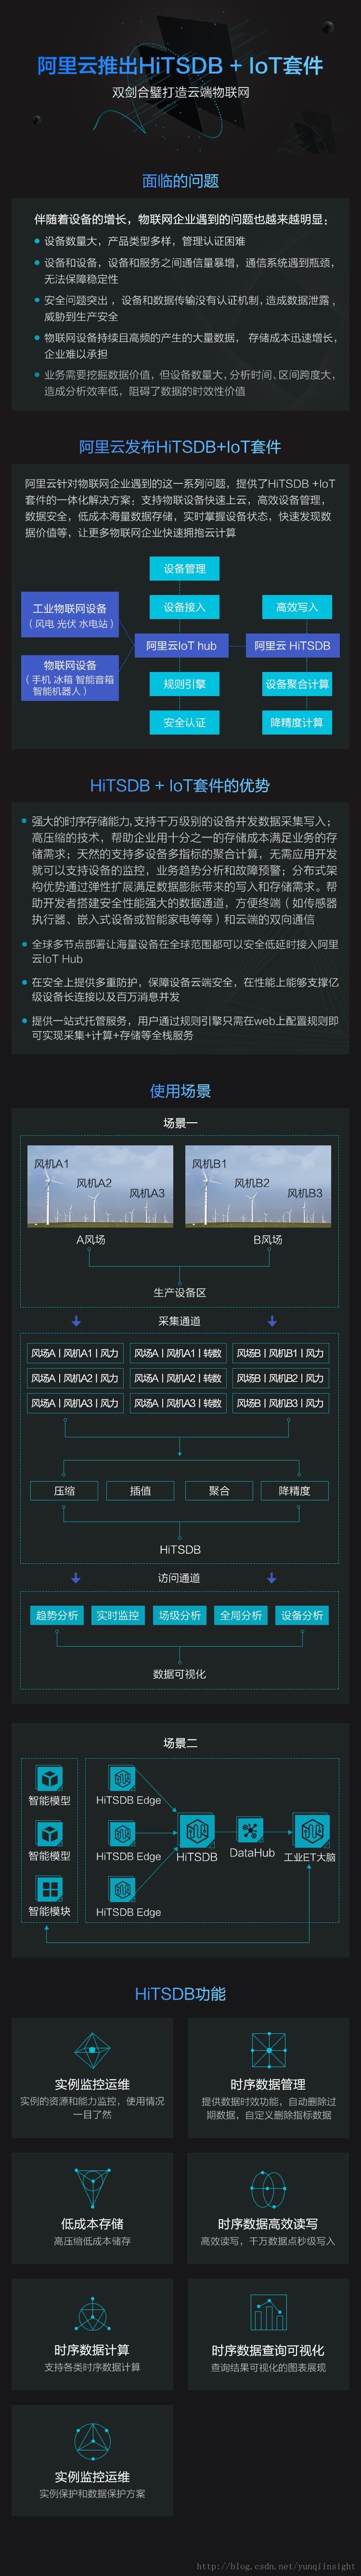 阿里云推出HiTSDB + IoT套件
双剑合璧打造云端物联网
面临的问题
伴随着设备的增长，物联网企业遇到的问题也越来越明显：
设备数量大，产品类型多样，管理认证困难
设备和设备，设备和服务之间通信量暴增，通信系统遇到瓶颈，
无法保障稳定性
安全问题突出，设备和数据传输没有认证机制，造成数据泄露，
威胁到生产安全
物联网设备持续且高频的产生的大量数据，存储成本迅速增长，
企业难以承担
业务需要挖掘数据价值，但设备数量大，分析时间、区间跨度大，
造成分析效率低，阻碍了数据的时效性价值
阿里云发布HiTSDB+IoT套件
阿里云针对物联网企业遇到的这一系列问题，提供了HiTSDB +IoT
套件的一体化解决方案；支持物联设备快速上云，高效设备管理，
数据安全，低成本海量数据存储，实时掌握设备状态，快速发现数
据价值等，让更多物联网企业快速拥抱云计算
设备管理
工业物联网设备
（风电 光伏 水电站）
设备接入
高效写入
阿里云IoT hub
阿里云 HiTSDB
物联网设备
（手机 冰箱 智能音箱
智能机器人）
规则引擎
设备聚合计算
安全认证
降精度计算
HiTSDB + IoT套件的优势
强大的时序存储能力,支持千万级别的设备并发数据采集写入；
高压缩的技术，帮助企业用十分之一的存储成本满足业务的存
储需求；天然的支持多设备多指标的聚合计算，无需应用开发
就可以支持设备的监控，业务趋势分析和故障预警；分布式架
构优势通过弹性扩展满足数据膨胀带来的写入和存储需求。帮
助开发者搭建安全性能强大的数据通道，方便终端（如传感器
执行器、嵌入式设备或智能家电等等）和云端的双向通信
全球多节点部署让海量设备在全球范围都可以安全低延时接入阿里
云IoT Hub
在安全上提供多重防护，保障设备云端安全，在性能上能够支撑亿
级设备长连接以及百万消息并发
提供一站式托管服务，用户通过规则引擎只需在web上配置规则即
可实现采集+计算+存储等全栈服务
使用场景
场景一
风机A1
风机A2
风机A3
风机B1
风机B2
风机B3
A风场
B风场
生产设备区
采集通道
风场A丨风机A1丨风力
风场A丨风机A1丨转数
风场B丨风机B1丨风力
风场A丨风机A2丨风力
风场A丨风机A2丨转数
风场B丨风机B2丨风力
风场A丨风机A3丨风力
风场A丨风机A3丨转数
风场B丨风机B3丨风力
压缩
插值
聚合
降精度
HiTSDB
访问通道
趋势分析
实时监控
场级分析
全局分析
设备分析
数据可视化
场景二
智能模型
HiTSDB Edge
智能模型
HiTSDB Edge
HiTSDB
DataHub
工业ET大脑
智能模块
HiTSDB Edge
HiTSDB功能
实例监控运维
实例的资源和能力监控，使用情况
一目了然
时序数据管理
提供数据时效功能，自动删除过
期数据，自定义删除指标数据
低成本存储
高压缩低成本储存
时序数据高效读写
高效读写，千万数据点秒级写入
时序数据计算
支持各类时序数据计算
时序数据查询可视化
查询结果可视化的图表展现
实例监控运维
实例保护和数据保护方案
http://blog.csdn.net/yunqiinsight